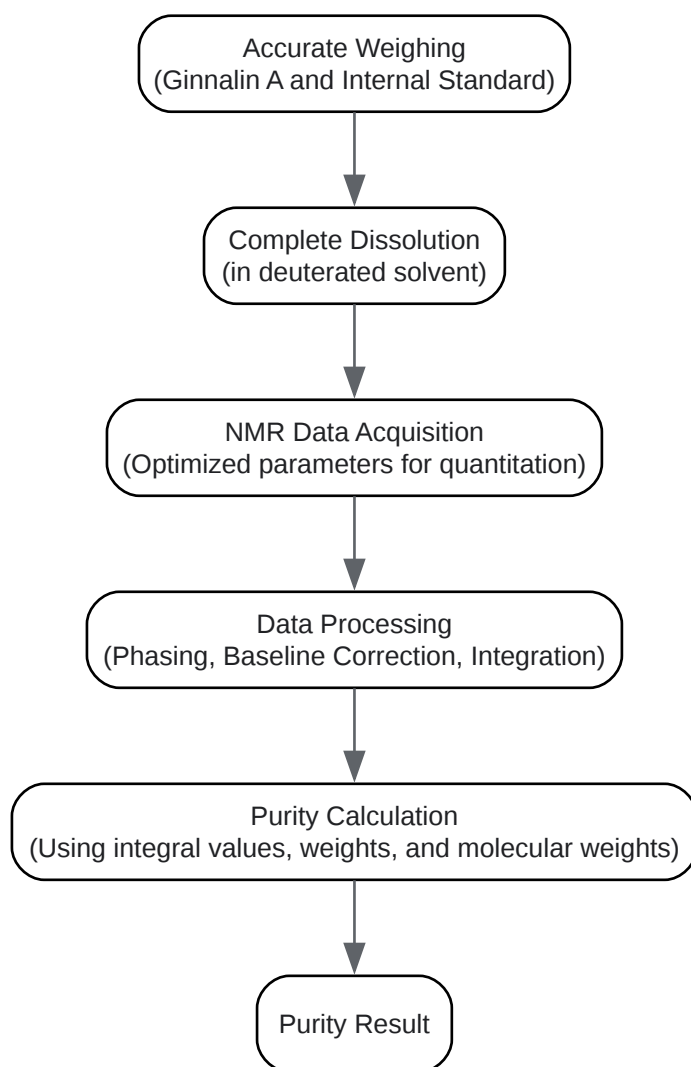 Accurate Weighing
(Ginnalin A and Internal Standard)
Complete Dissolution
(in deuterated solvent)
NMR Data Acquisition
(Optimized parameters for quantitation)
Data Processing
(Phasing, Baseline Correction, Integration)
Purity Calculation
(Using integral values, weights, and molecular weights)
Purity Result